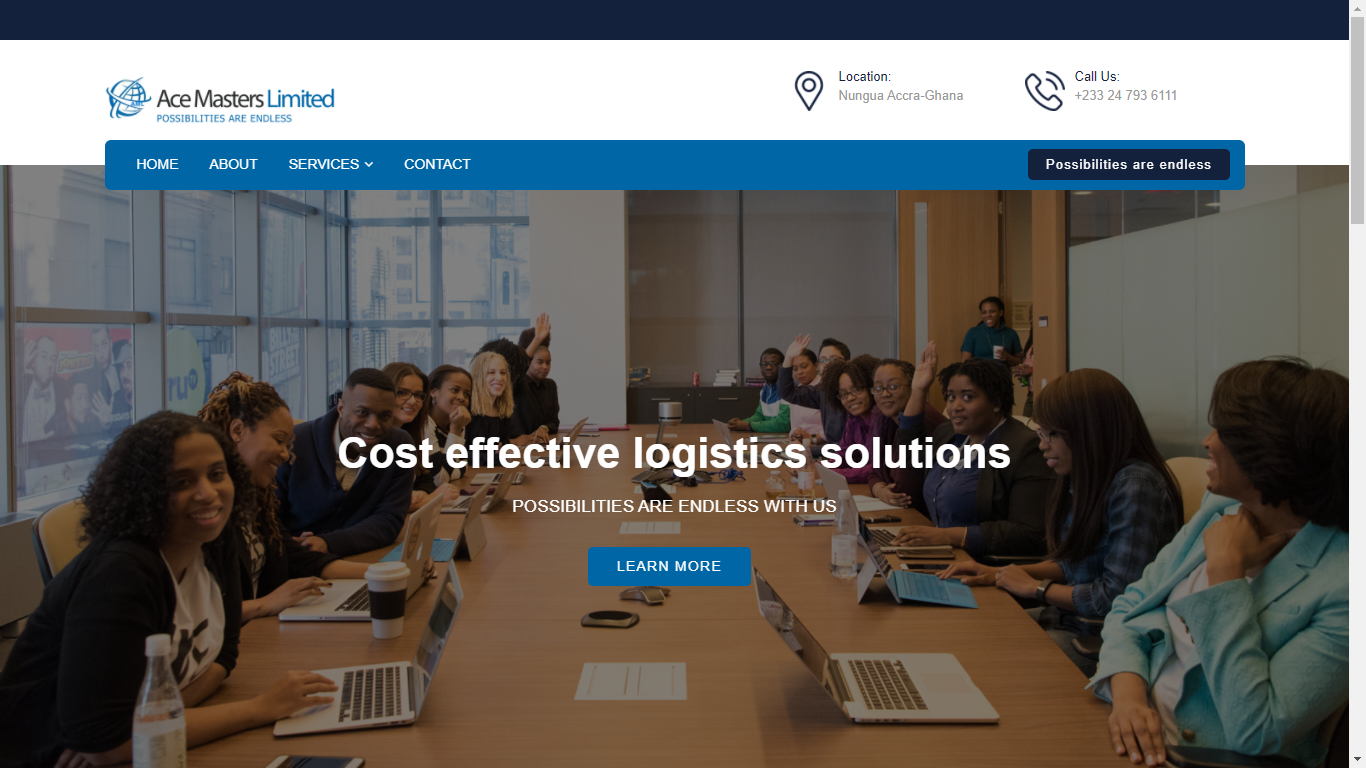 Ace Masters Limited
POSSIBILITIES ARE ENDLESS
Location:
Nungua Accra-Ghana
Call Us:
+233 24 793 6111
HOME
ABOUT
SERVICES
CONTACT
Possibilities are endless
Cost effective logistics solutions
POSSIBILITIES ARE ENDLESS WITH US
LEARN MORE